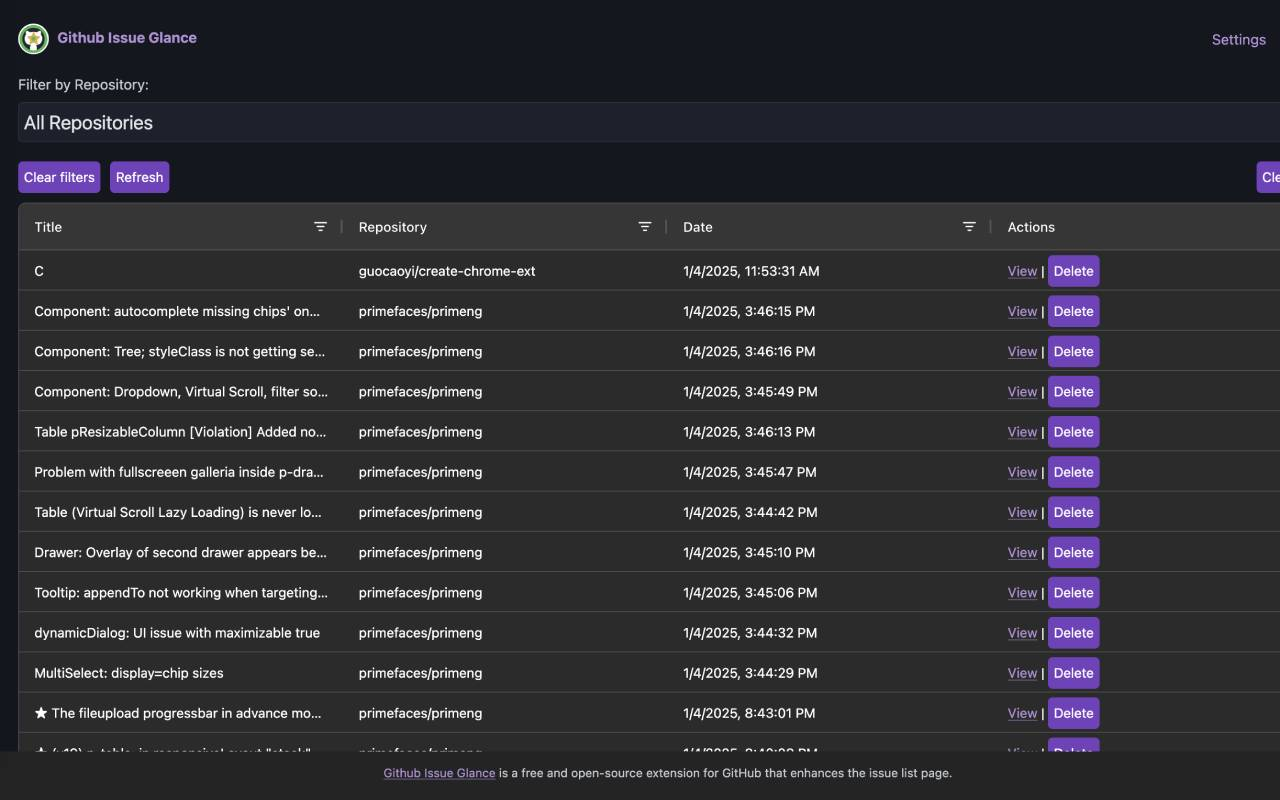 Github Issue Glance
Settings
Filter by Repository:
All Repositories
Clear filters Refresh
Title Repository Date Actions
C guocaoyi/create-chrome-ext 1/4/2025, 11:53:31 AM View | Delete
Component: autocomplete missing chips' on... primefaces/primeng 1/4/2025, 3:46:15 PM View | Delete
Component: Tree; styleClass is not getting se... primefaces/primeng 1/4/2025, 3:46:16 PM View | Delete
Component: Dropdown, Virtual Scroll, filter so... primefaces/primeng 1/4/2025, 3:45:49 PM View | Delete
Table pResizableColumn [Violation] Added no... primefaces/primeng 1/4/2025, 3:46:13 PM View | Delete
Problem with fullscreeen galleria inside p-dra... primefaces/primeng 1/4/2025, 3:45:47 PM View | Delete
Table (Virtual Scroll Lazy Loading) is never lo... primefaces/primeng 1/4/2025, 3:44:42 PM View | Delete
Drawer: Overlay of second drawer appears be... primefaces/primeng 1/4/2025, 3:45:10 PM View | Delete
Tooltip: appendTo not working when targeting... primefaces/primeng 1/4/2025, 3:45:06 PM View | Delete
dynamicDialog: UI issue with maximizable true primefaces/primeng 1/4/2025, 3:44:32 PM View | Delete
MultiSelect: display=chip sizes primefaces/primeng 1/4/2025, 3:44:29 PM View | Delete
★ The fileupload progressbar in advance mo... primefaces/primeng 1/4/2025, 8:43:01 PM View | Delete
primefaces/primeng View | Delete
Github Issue Glance is a free and open-source extension for GitHub that enhances the issue list page.